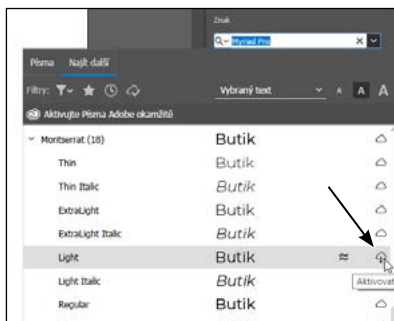 Znak
Myriad Pro
Písma Najít další
Filtry: Vybraný text A A A
Aktivujte Písma Adobe okamžitě
Montserrat (18) Butik
Thin Butik
Thin Italic Butik
ExtraLight Butik
ExtraLight Italic Butik
Light Butik
Aktivovat
Light Italic Butik
Regular Butik